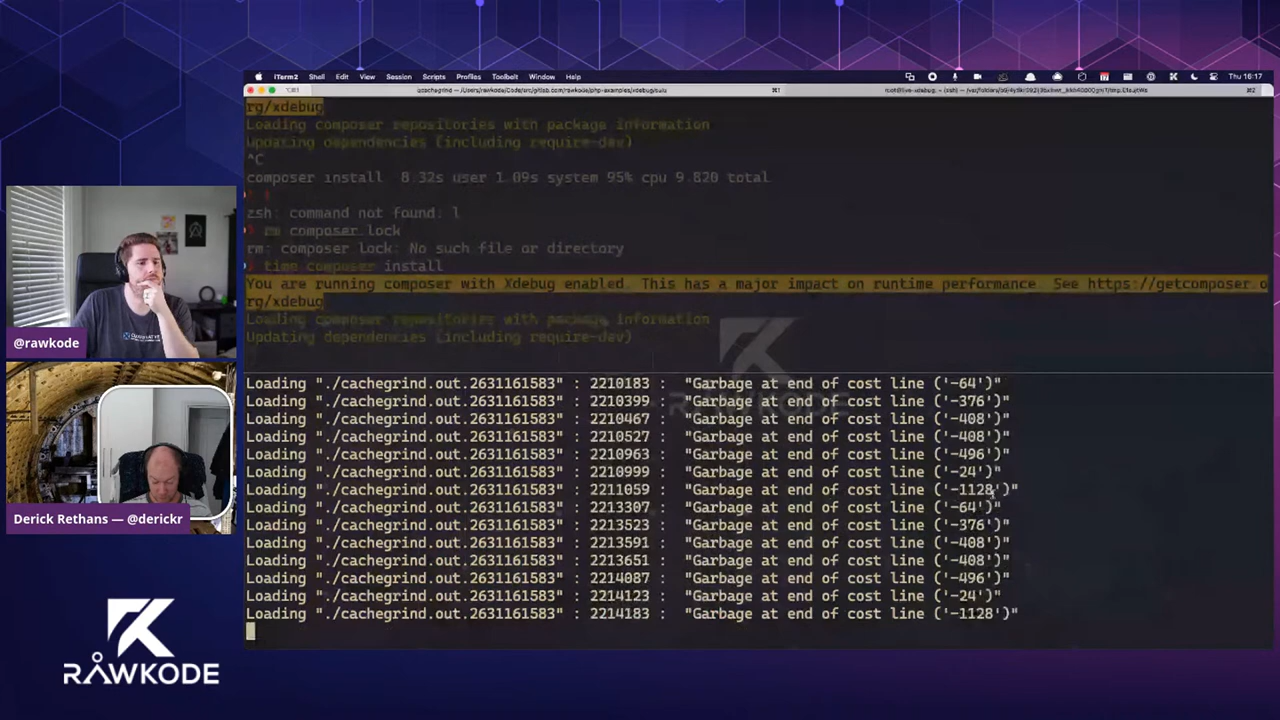 iTerm2 Shell Edit View Session Scripts Profiles Toolbelt Window Help
Thu 16:17
rg/xdebug
Loading composer repositories with package information
Updating dependencies (including require-dev)
^C
composer install 8.32s user 1.09s system 95% cpu 9.820 total
zsh: command not found: l
rm composer.lock
rm: composer.lock: No such file or directory
time composer install
You are running composer with Xdebug enabled. This has a major impact on runtime performance. See https://getcomposer.o
rg/xdebug
Loading composer repositories with package information
Updating dependencies (including require-dev)
Loading "./cachegrind.out.2631161583" : 2210183 : "Garbage at end of cost line ('-64')"
Loading "./cachegrind.out.2631161583" : 2210399 : "Garbage at end of cost line ('-376')"
Loading "./cachegrind.out.2631161583" : 2210467 : "Garbage at end of cost line ('-408')"
Loading "./cachegrind.out.2631161583" : 2210527 : "Garbage at end of cost line ('-408')"
Loading "./cachegrind.out.2631161583" : 2210963 : "Garbage at end of cost line ('-496')"
Loading "./cachegrind.out.2631161583" : 2210999 : "Garbage at end of cost line ('-24')"
Loading "./cachegrind.out.2631161583" : 2211059 : "Garbage at end of cost line ('-1128')"
Loading "./cachegrind.out.2631161583" : 2213307 : "Garbage at end of cost line ('-64')"
Loading "./cachegrind.out.2631161583" : 2213523 : "Garbage at end of cost line ('-376')"
Loading "./cachegrind.out.2631161583" : 2213591 : "Garbage at end of cost line ('-408')"
Loading "./cachegrind.out.2631161583" : 2213651 : "Garbage at end of cost line ('-408')"
Loading "./cachegrind.out.2631161583" : 2214087 : "Garbage at end of cost line ('-496')"
Loading "./cachegrind.out.2631161583" : 2214123 : "Garbage at end of cost line ('-24')"
Loading "./cachegrind.out.2631161583" : 2214183 : "Garbage at end of cost line ('-1128')"
@rawkode
Derick Rethans — @derickr
RAWKODE
RÅWKODE